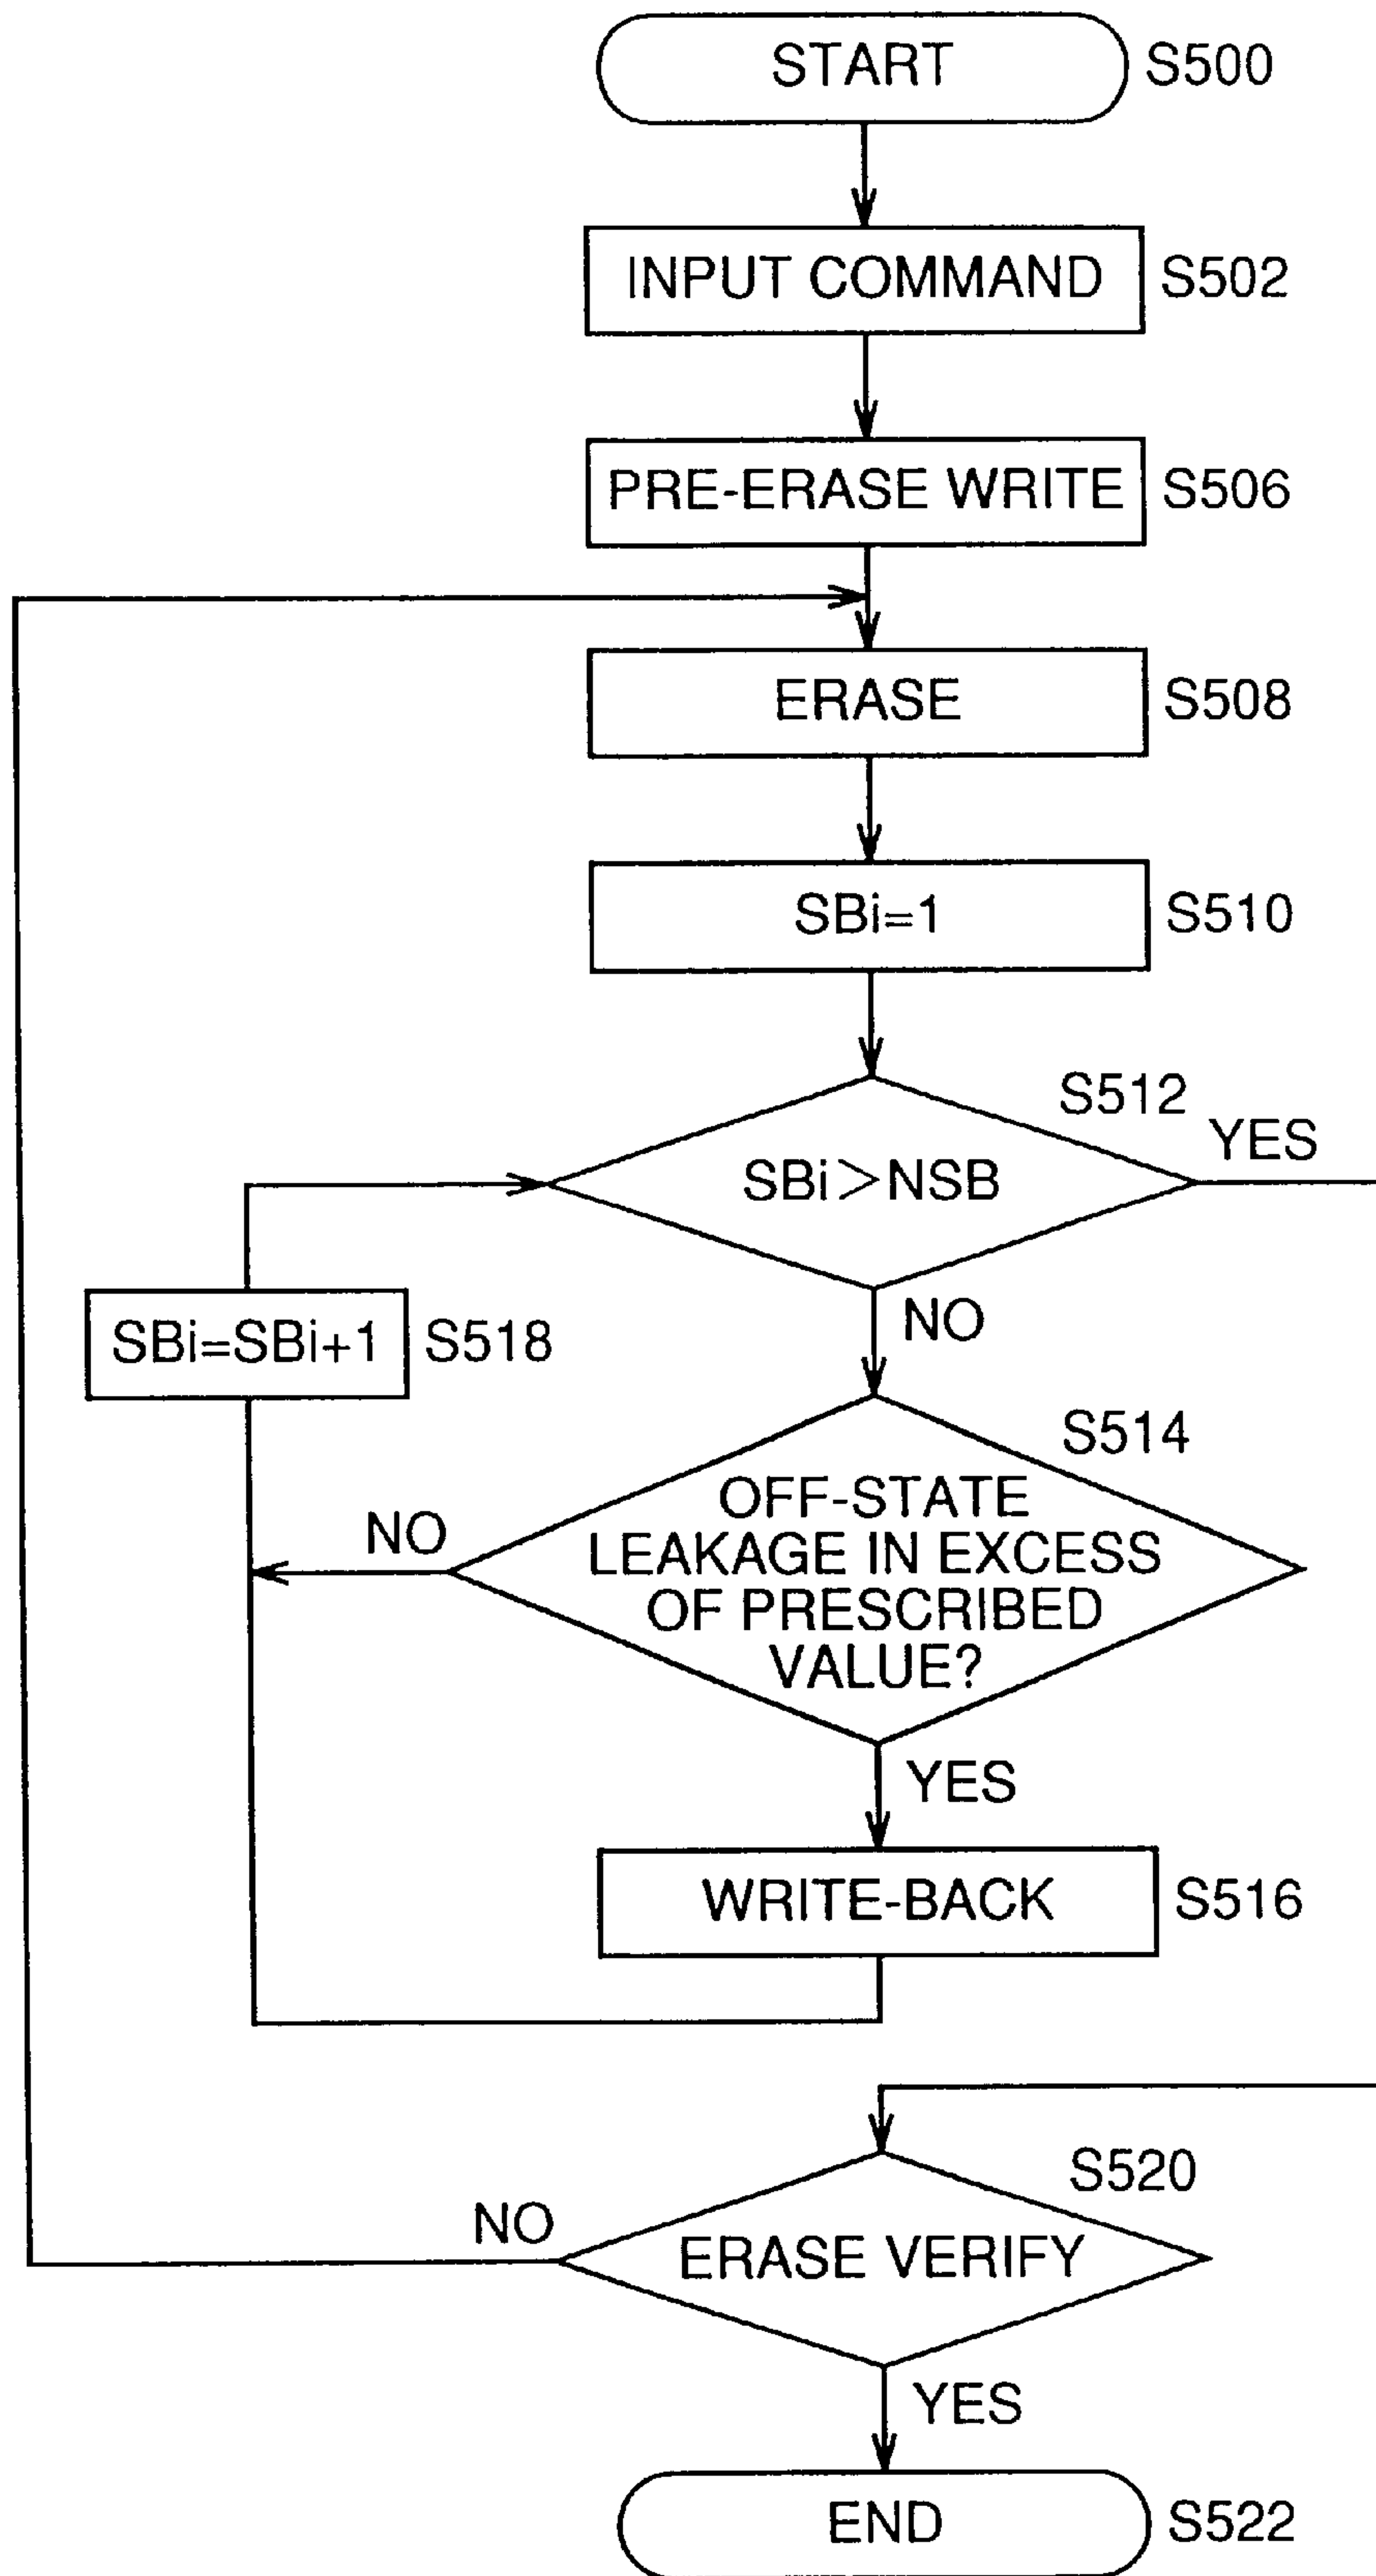 START
S500
INPUT COMMAND
S502
PRE-ERASE WRITE
S506
ERASE
S508
SBi=1
S510
S512
YES
SBi>NSB
NO
SBi=SBi+1
S518
S514
NO
OFF-STATE
LEAKAGE IN EXCESS
OF PRESCRIBED
VALUE?
YES
WRITE-BACK
S516
S520
NO
ERASE VERIFY
YES
END
S522